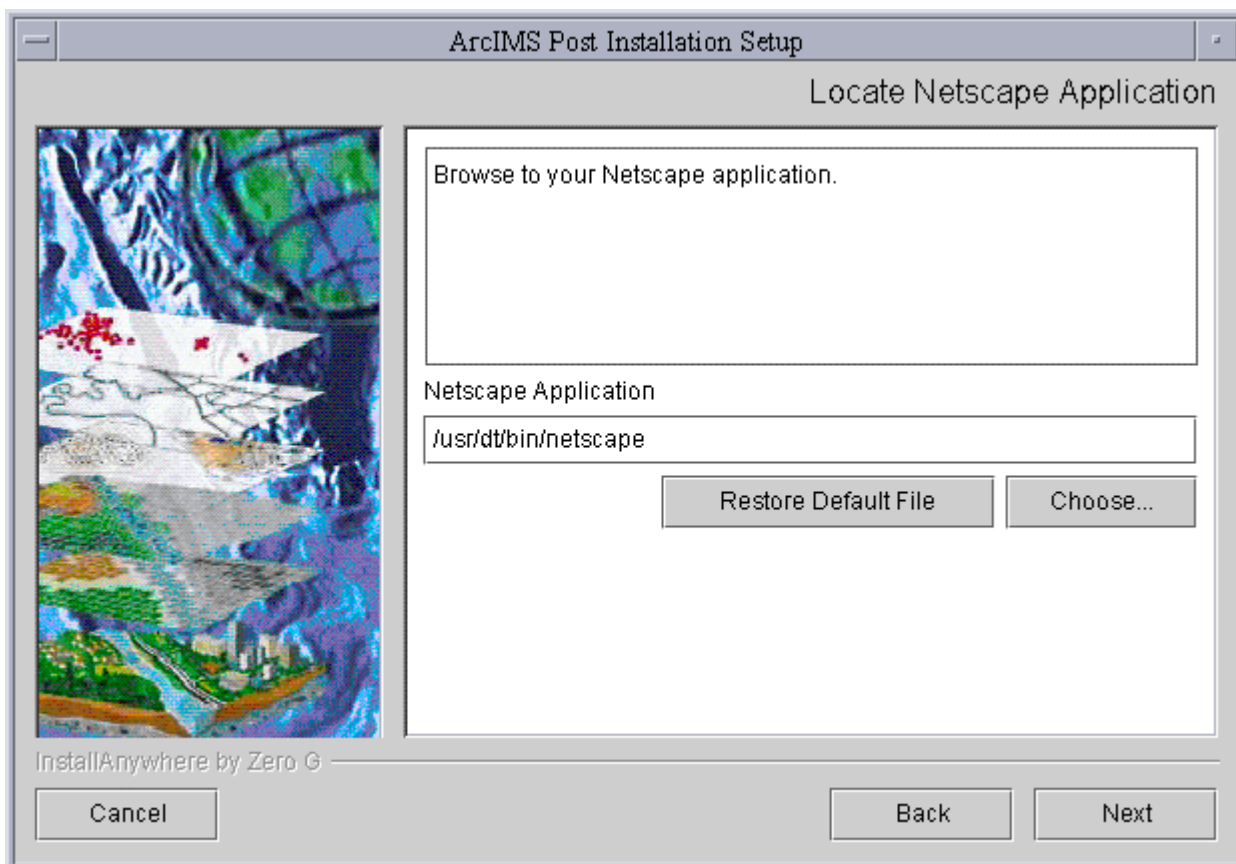 ArcIMS Post Installation Setup
Locate Netscape Application
Browse to your Netscape application.
Netscape Application
/usr/dt/bin/netscape
Restore Default File
Choose...
InstallAnywhere by Zero G
Cancel
Back
Next